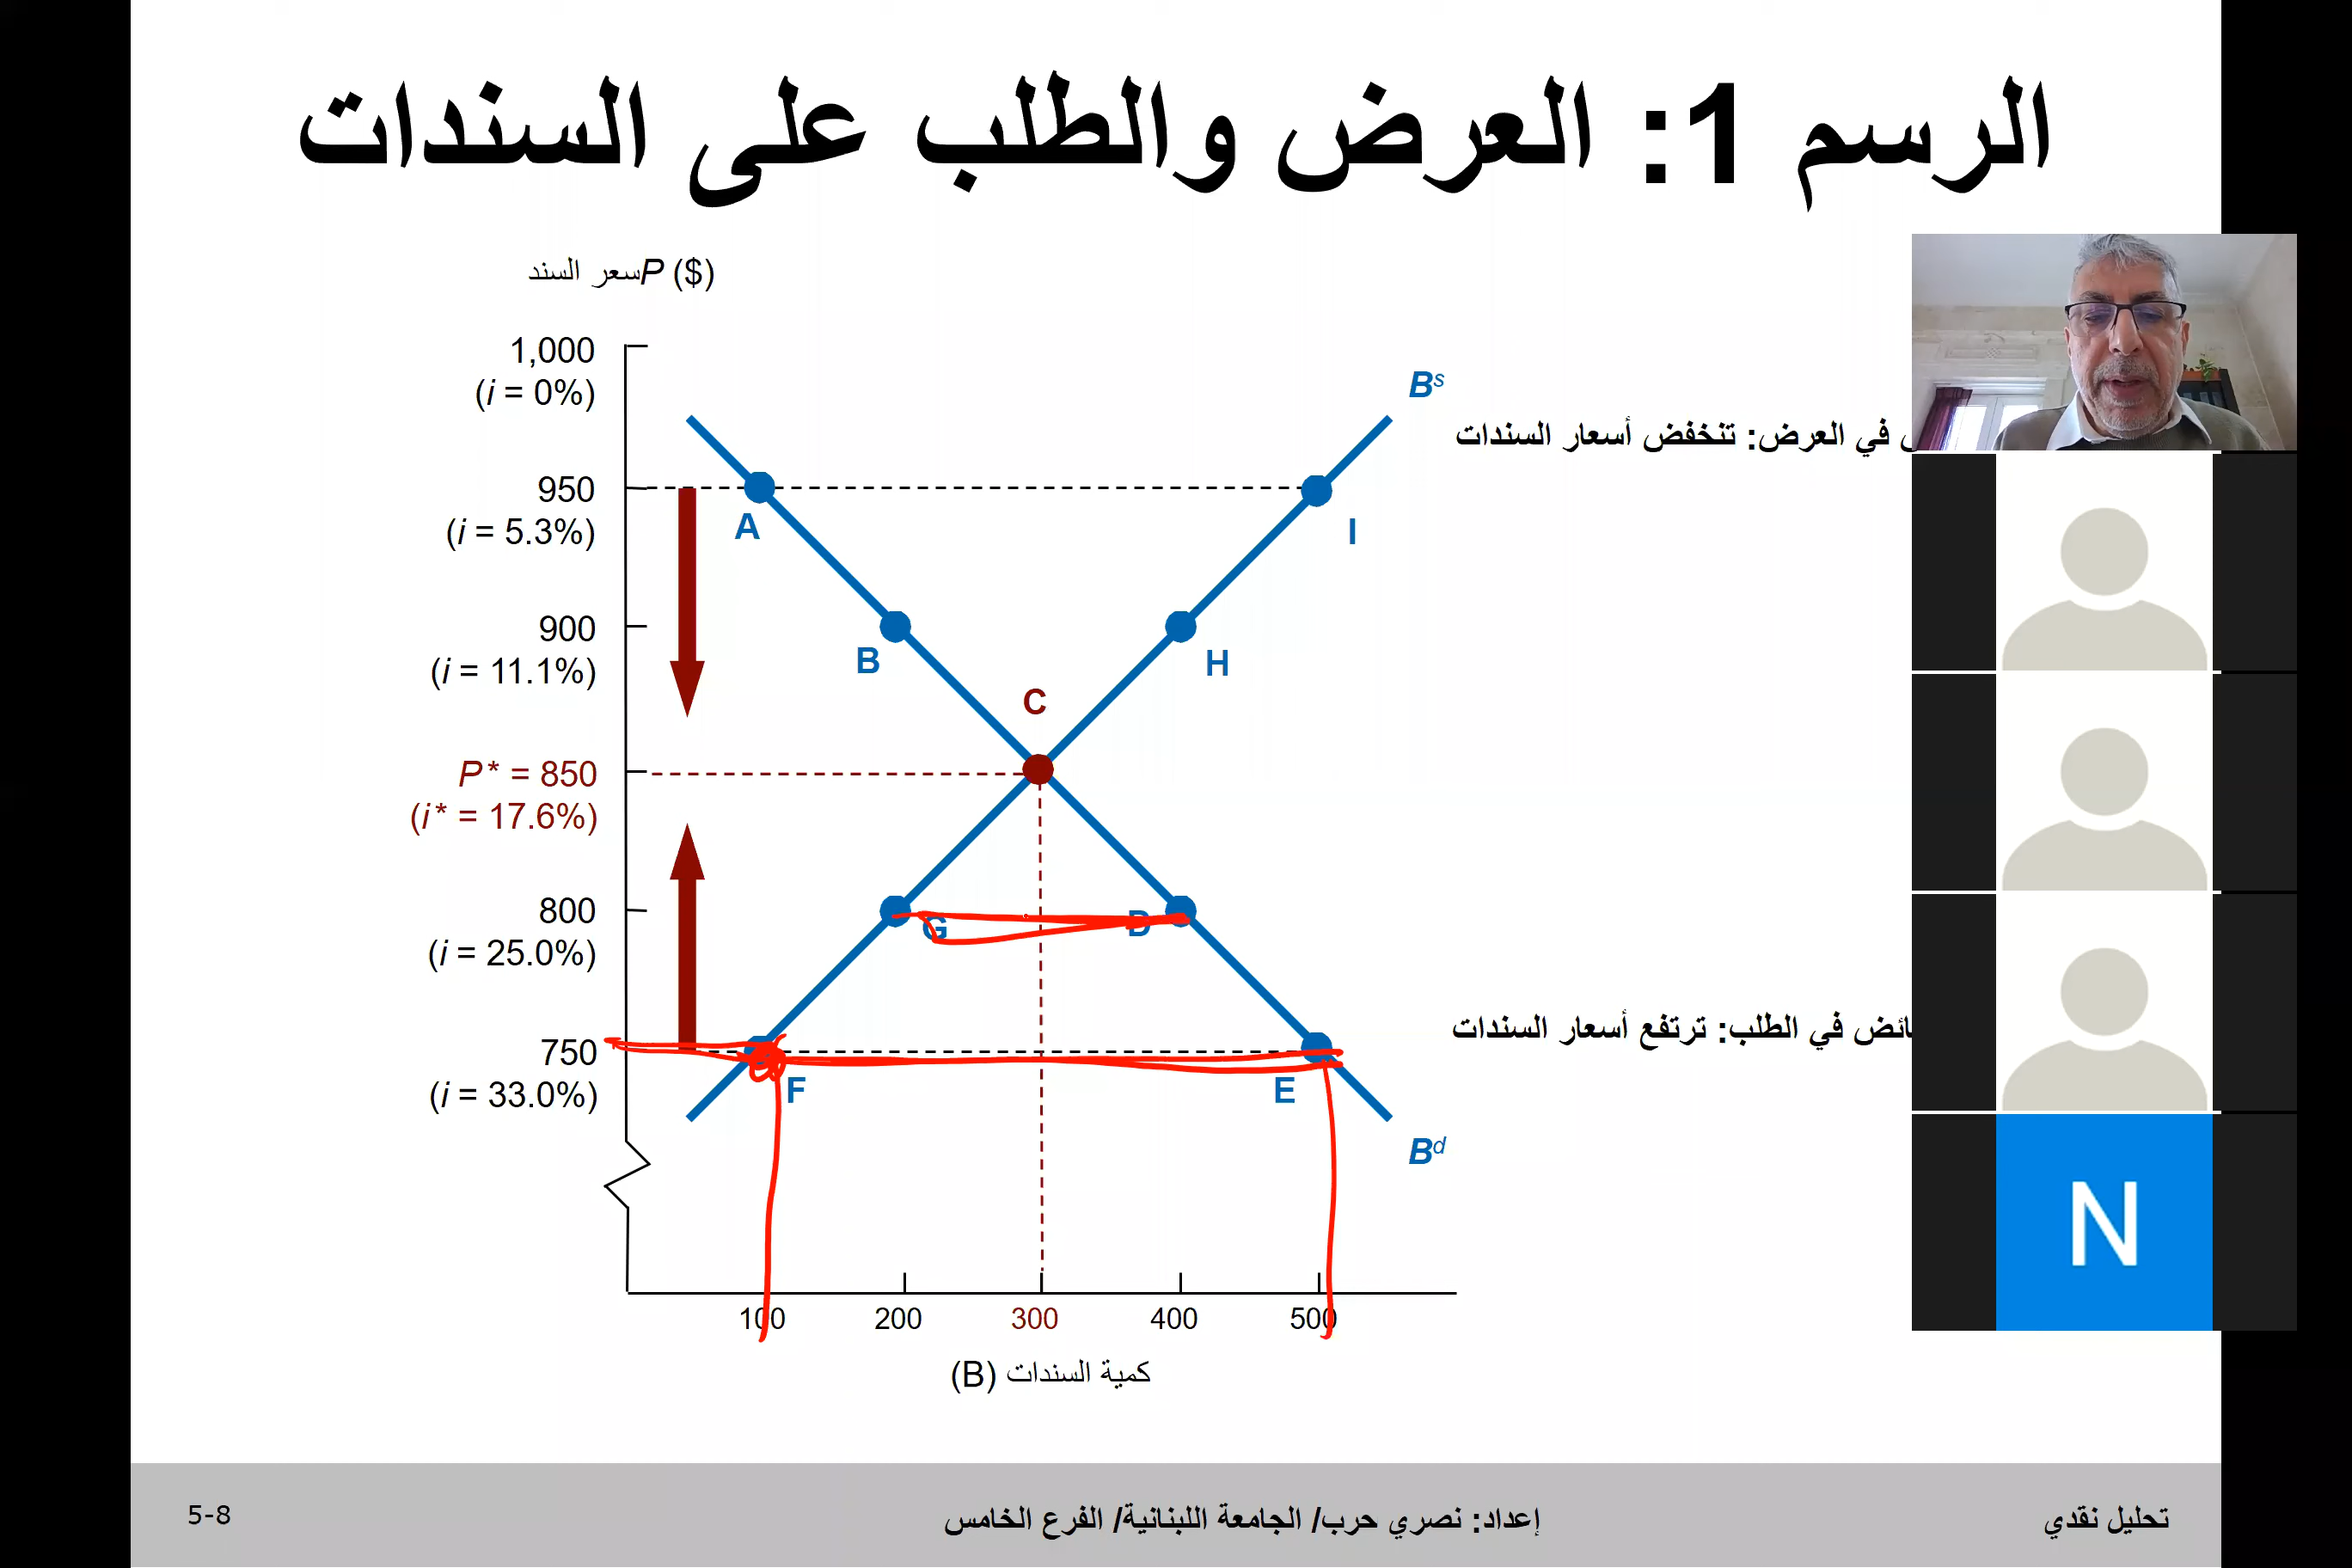 الرسم 1: العرض والطلب على السندات
سعر السند P ($)
1,000
(i = 0%)
Bs
في العرض: تنخفض أسعار السندات
950
(i = 5.3%)
A
I
900
(i = 11.1%)
B
H
C
P* = 850
(i* = 17.6%)
800
G
D
(i = 25.0%)
في الطلب: ترتفع أسعار السندات
750
(i = 33.0%)
F
E
Bd
N
100 200 300 400 500
كمية السندات (B)
5-8
إعداد: نصري حرب/ الجامعة اللبنانية/ الفرع الخامس
تحليل نقدي